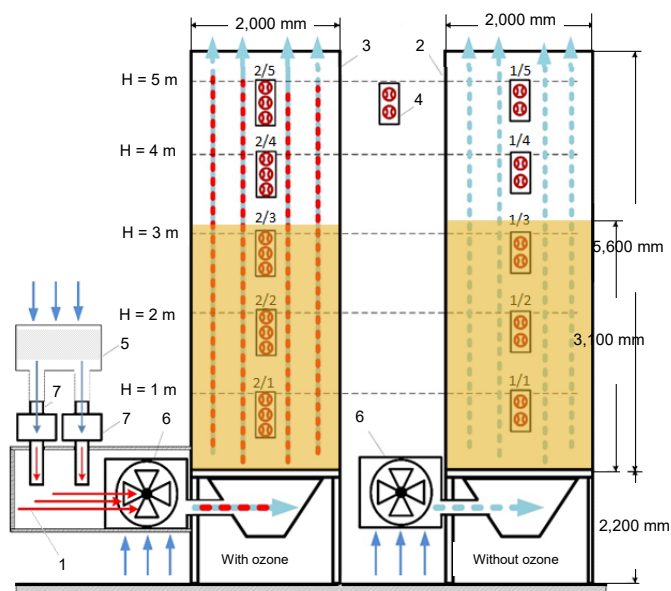 2,000 mm
2,000 mm
3
2
H = 5 m
2/5
1/5
4
H = 4 m
2/4
1/4
H = 3 m
2/3
1/3
5,600 mm
H = 2 m
2/2
1/2
3,100 mm
5
H = 1 m
2/1
1/1
7
7
6
6
2,200 mm
1
With ozone
Without ozone